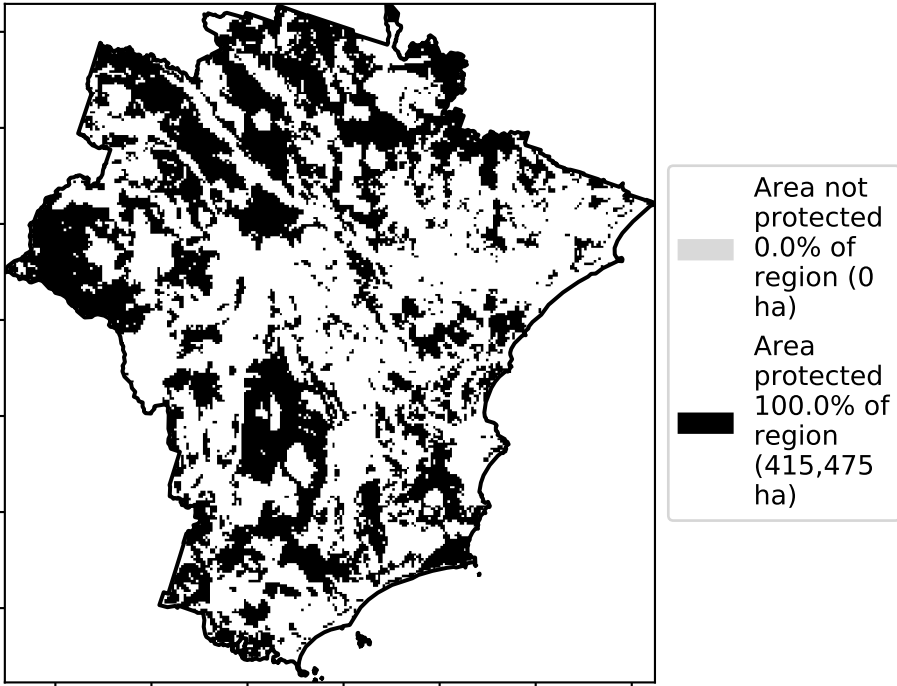 Area not
protected
0.0% of
region (0
ha)
Area
protected
100.0% of
region
(415,475
ha)